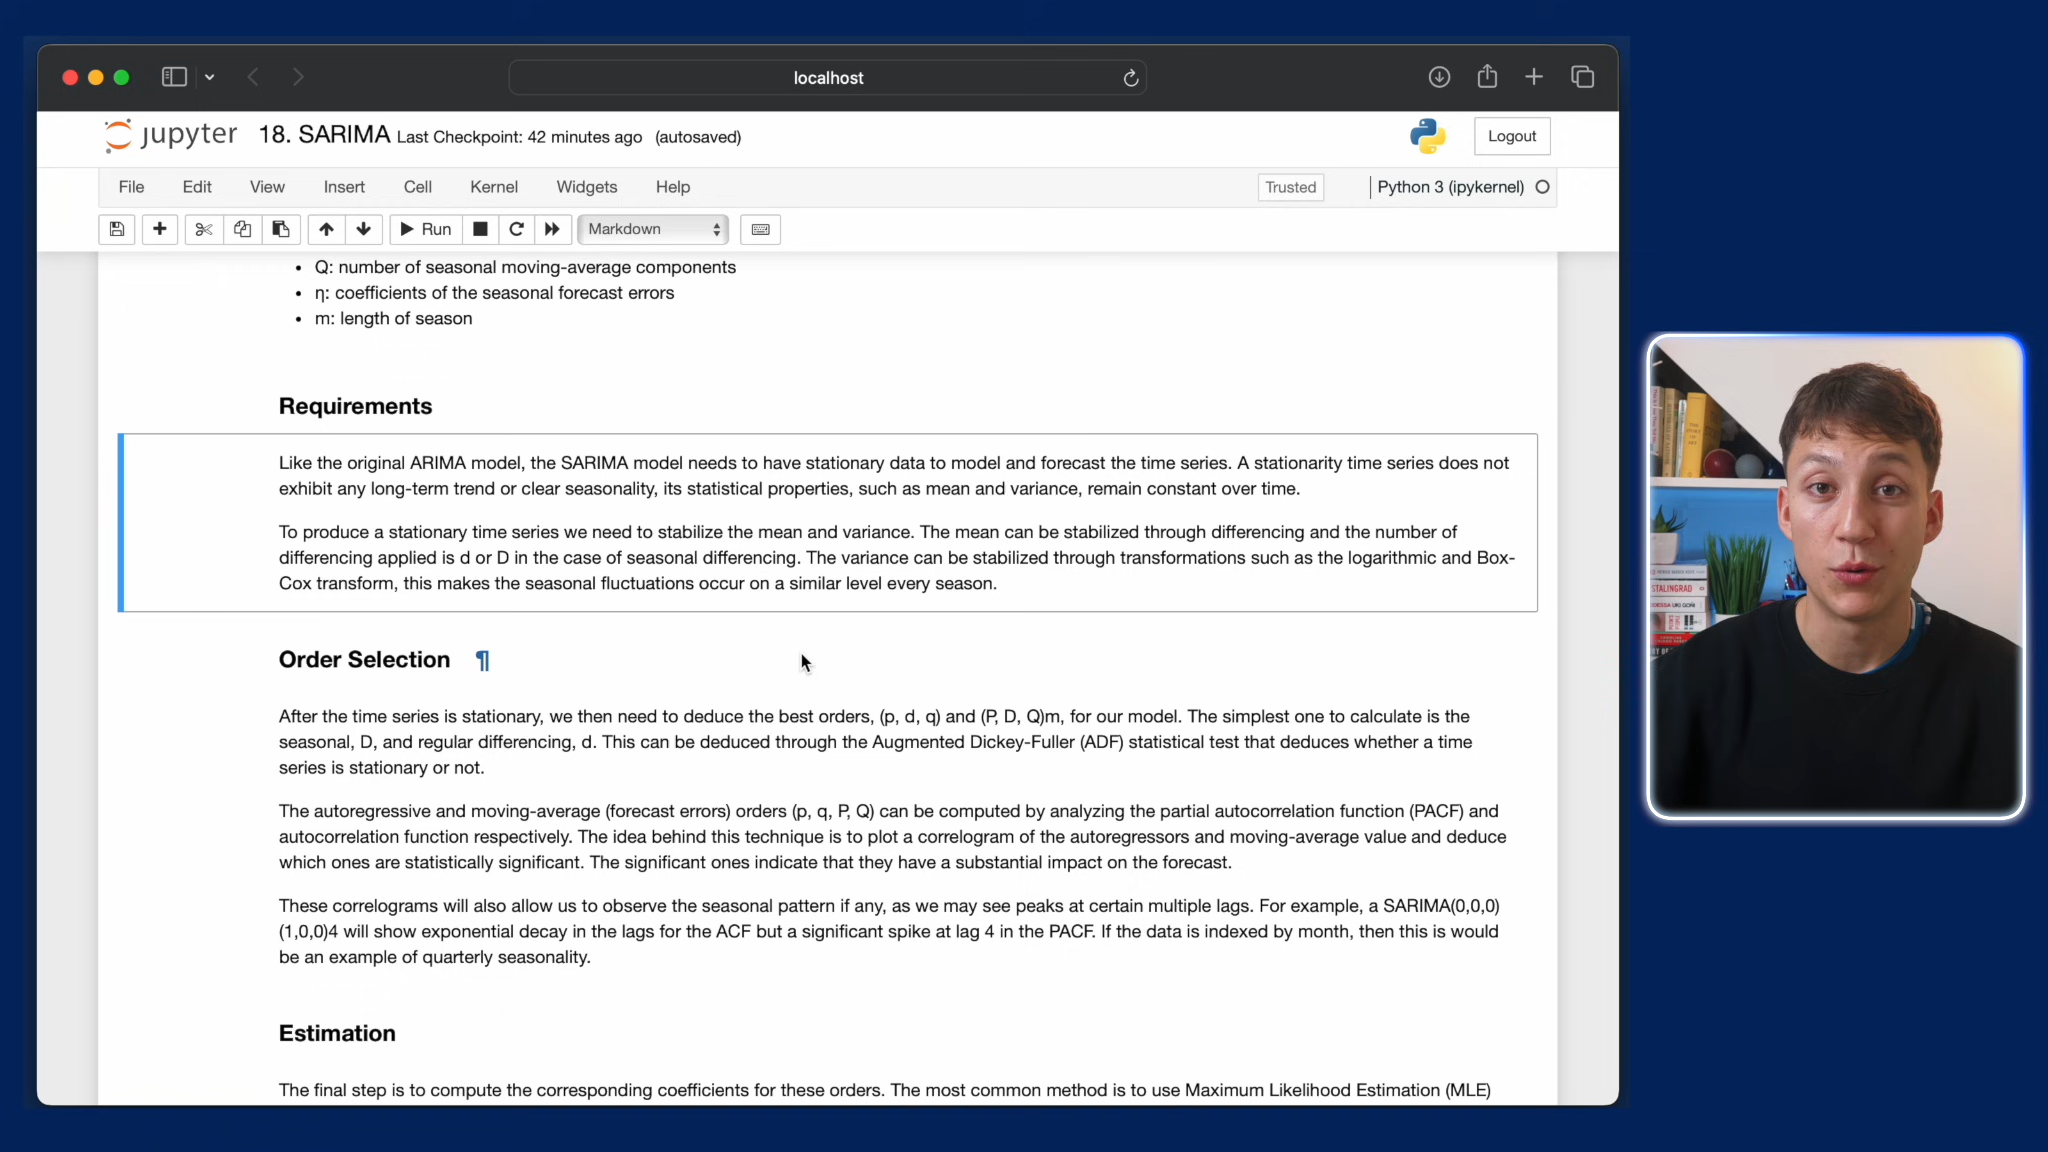 localhost
jupyter 18. SARIMA Last Checkpoint: 42 minutes ago (autosaved)
Logout
File Edit View Insert Cell Kernel Widgets Help
Trusted
Python 3 (ipykernel)
Run
Markdown
• Q: number of seasonal moving-average components
• η: coefficients of the seasonal forecast errors
• m: length of season
Requirements
Like the original ARIMA model, the SARIMA model needs to have stationary data to model and forecast the time series. A stationarity time series does not
exhibit any long-term trend or clear seasonality, its statistical properties, such as mean and variance, remain constant over time.
To produce a stationary time series we need to stabilize the mean and variance. The mean can be stabilized through differencing and the number of
differencing applied is d or D in the case of seasonal differencing. The variance can be stabilized through transformations such as the logarithmic and Box-
Cox transform, this makes the seasonal fluctuations occur on a similar level every season.
Order Selection ¶
After the time series is stationary, we then need to deduce the best orders, (p, d, q) and (P, D, Q)m, for our model. The simplest one to calculate is the
seasonal, D, and regular differencing, d. This can be deduced through the Augmented Dickey-Fuller (ADF) statistical test that deduces whether a time
series is stationary or not.
The autoregressive and moving-average (forecast errors) orders (p, q, P, Q) can be computed by analyzing the partial autocorrelation function (PACF) and
autocorrelation function respectively. The idea behind this technique is to plot a correlogram of the autoregressors and moving-average value and deduce
which ones are statistically significant. The significant ones indicate that they have a substantial impact on the forecast.
These correlograms will also allow us to observe the seasonal pattern if any, as we may see peaks at certain multiple lags. For example, a SARIMA(0,0,0)
(1,0,0)4 will show exponential decay in the lags for the ACF but a significant spike at lag 4 in the PACF. If the data is indexed by month, then this is would
be an example of quarterly seasonality.
Estimation
The final step is to compute the corresponding coefficients for these orders. The most common method is to use Maximum Likelihood Estimation (MLE)
STALINGRAD